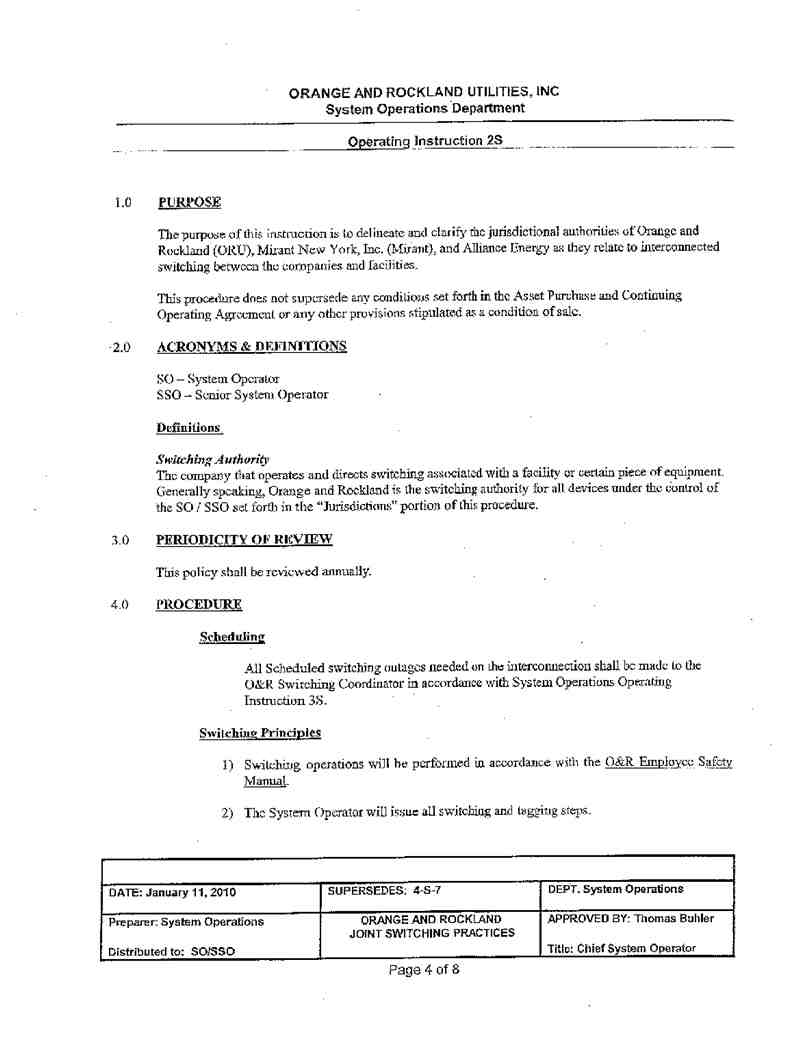 ORANGE AND ROCKLAND UTILITIES, INC
System Operations Department
Operating Instruction 2S
1.0 PURPOSE
The purpose of this instruction is to delineate and clarify the jurisdictional authorities of Orange and
Rockland (ORU), Mirant New York, Inc. (Mirant), and Alliance Energy as they relate to interconnected
switching between the companies and facilities.
This procedure does not supersede any conditions set forth in the Asset Purchase and Continuing
Operating Agreement or any other provisions stipulated as a condition of sale.
2.0 ACRONYMS & DEFINITIONS
SO – System Operator
SSO – Senior System Operator
Definitions
Switching Authority
The company that operates and directs switching associated with a facility or certain piece of equipment.
Generally speaking, Orange and Rockland is the switching authority for all devices under the control of
the SO / SSO set forth in the "Jurisdictions" portion of this procedure.
3.0 PERIODICITY OF REVIEW
This policy shall be reviewed annually.
4.0 PROCEDURE
Scheduling
All Scheduled switching outages needed on the interconnection shall be made to the
O&R Switching Coordinator in accordance with System Operations Operating
Instruction 3S.
Switching Principles
1) Switching operations will be performed in accordance with the O&R Employee Safety
Manual.
2) The System Operator will issue all switching and tagging steps.
DATE: January 11, 2010
SUPERSEDES: 4-S-7
DEPT. System Operations
Preparer: System Operations
Distributed to: SO/SSO
ORANGE AND ROCKLAND
JOINT SWITCHING PRACTICES
APPROVED BY: Thomas Buhler
Title: Chief System Operator
Page 4 of 8